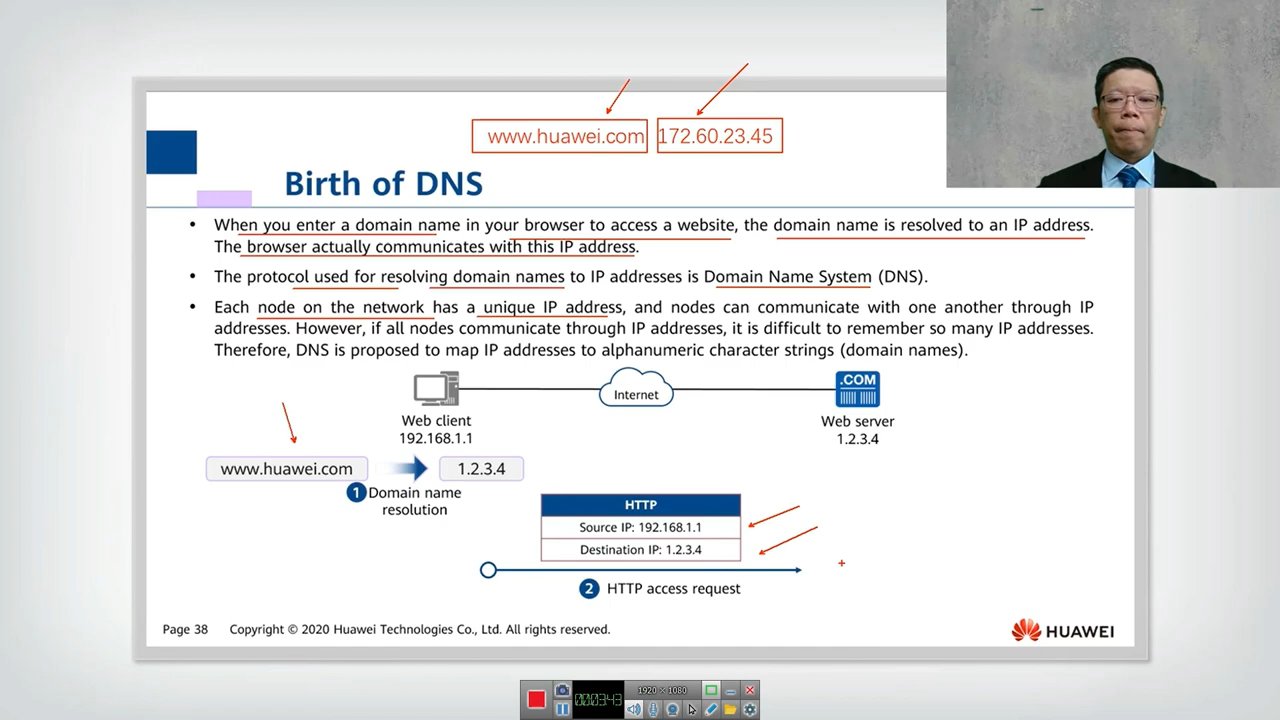 www.huawei.com 172.60.23.45
Birth of DNS
• When you enter a domain name in your browser to access a website, the domain name is resolved to an IP address.
The browser actually communicates with this IP address.
• The protocol used for resolving domain names to IP addresses is Domain Name System (DNS).
• Each node on the network has a unique IP address, and nodes can communicate with one another through IP
addresses. However, if all nodes communicate through IP addresses, it is difficult to remember so many IP addresses.
Therefore, DNS is proposed to map IP addresses to alphanumeric character strings (domain names).
.COM
Internet
Web client
192.168.1.1
Web server
1.2.3.4
www.huawei.com 1.2.3.4
1 Domain name
resolution
HTTP
Source IP: 192.168.1.1
Destination IP: 1.2.3.4
2 HTTP access request
Page 38 Copyright © 2020 Huawei Technologies Co., Ltd. All rights reserved.
HUAWEI
00:03:43
1920 × 1080